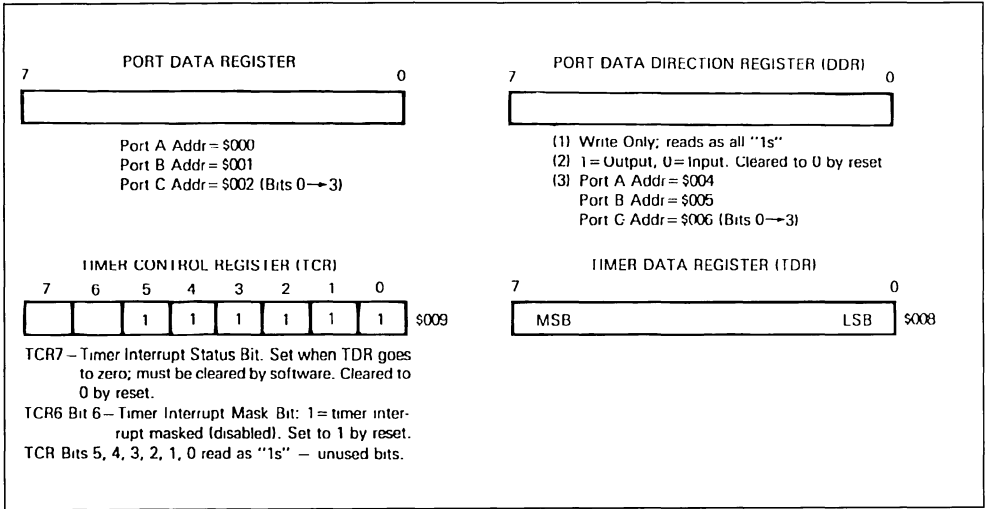 PORT DATA REGISTER
7 0
Port A Addr = $000
Port B Addr = $001
Port C Addr = $002 (Bits 0→3)
PORT DATA DIRECTION REGISTER (DDR)
7 0
(1) Write Only; reads as all "1s"
(2) 1 = Output, 0 = Input. Cleared to 0 by reset
(3) Port A Addr = $004
Port B Addr = $005
Port C Addr = $006 (Bits 0→3)
TIMER CONTROL REGISTER (TCR)
7 6 5 4 3 2 1 0
1 1 1 1 1 1 $009
TCR7 – Timer Interrupt Status Bit. Set when TDR goes
to zero; must be cleared by software. Cleared to
0 by reset.
TCR6 Bit 6 – Timer Interrupt Mask Bit: 1 = timer inter-
rupt masked (disabled). Set to 1 by reset.
TCR Bits 5, 4, 3, 2, 1, 0 read as "1s" — unused bits.
TIMER DATA REGISTER (TDR)
7 0
MSB LSB $008